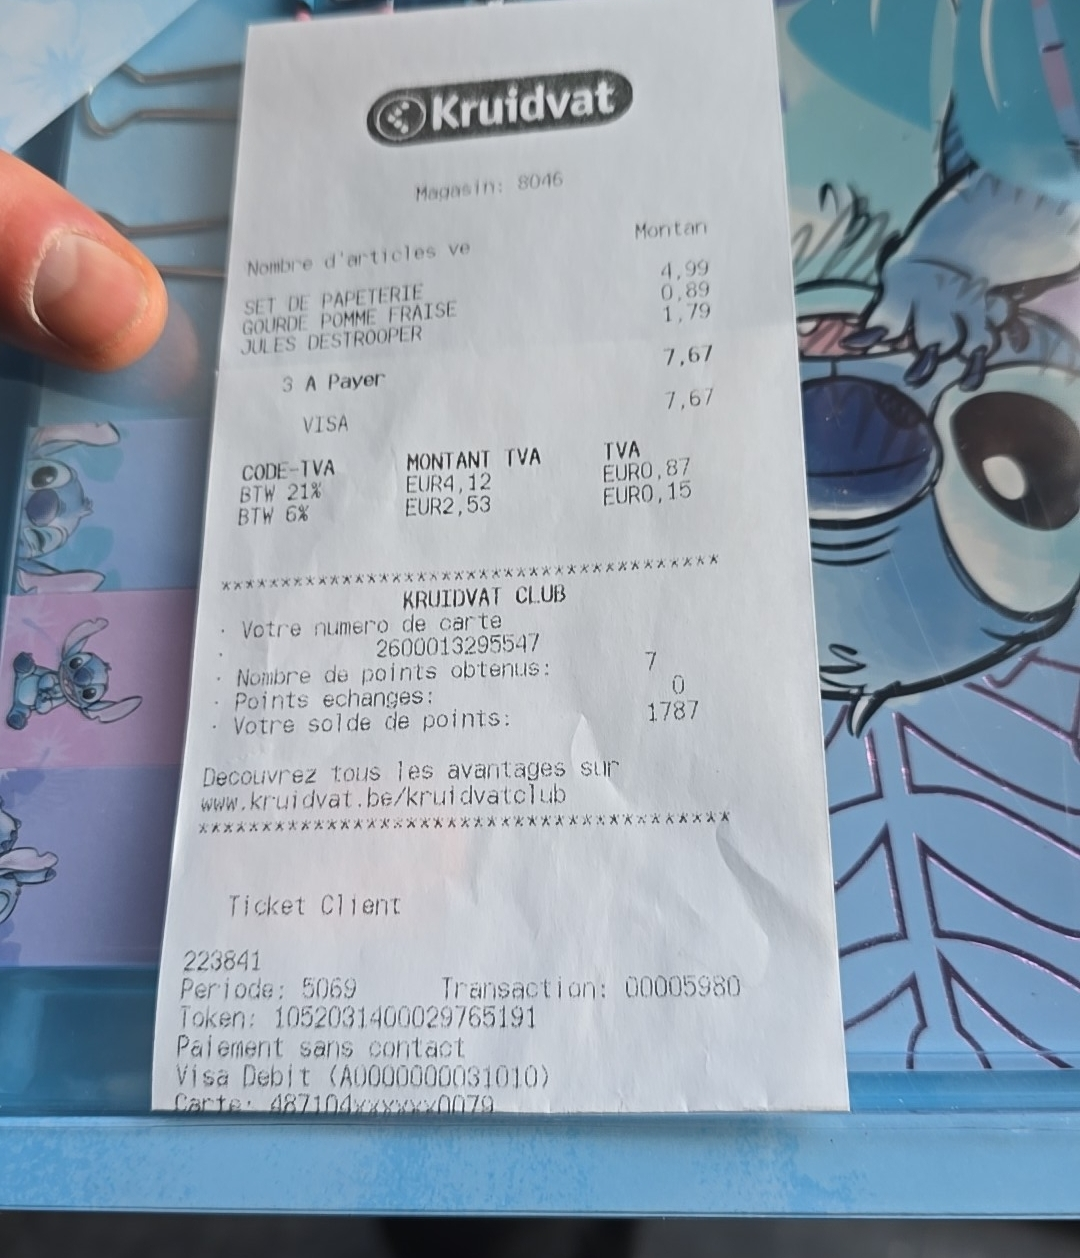 Kruidvat
Magasin: 8046
Montan
Nombre d'articles ve
SET DE PAPETERIE 4,99
GOURDE POMME FRAISE 0,89
JULES DESTROOPER 1,79
3 A Payer 7,67
VISA 7,67
CODE-TVA MONTANT TVA TVA
BTW 21% EUR4,12 EUR0,87
BTW 6% EUR2,53 EUR0,15
****************************************
KRUIDVAT CLUB
· Votre numero de carte
· 2600013295547
· Nombre de points obtenus: 7
· Points echanges: 0
· Votre solde de points: 1787
Decouvrez tous les avantages sur
www.kruidvat.be/kruidvatclub
****************************************
Ticket Client
223841
Periode: 5069 Transaction: 00005980
Token: 1052031400029765191
Paiement sans contact
Visa Debit (A0000000031010)
Carte: 487104xxxxxx0079